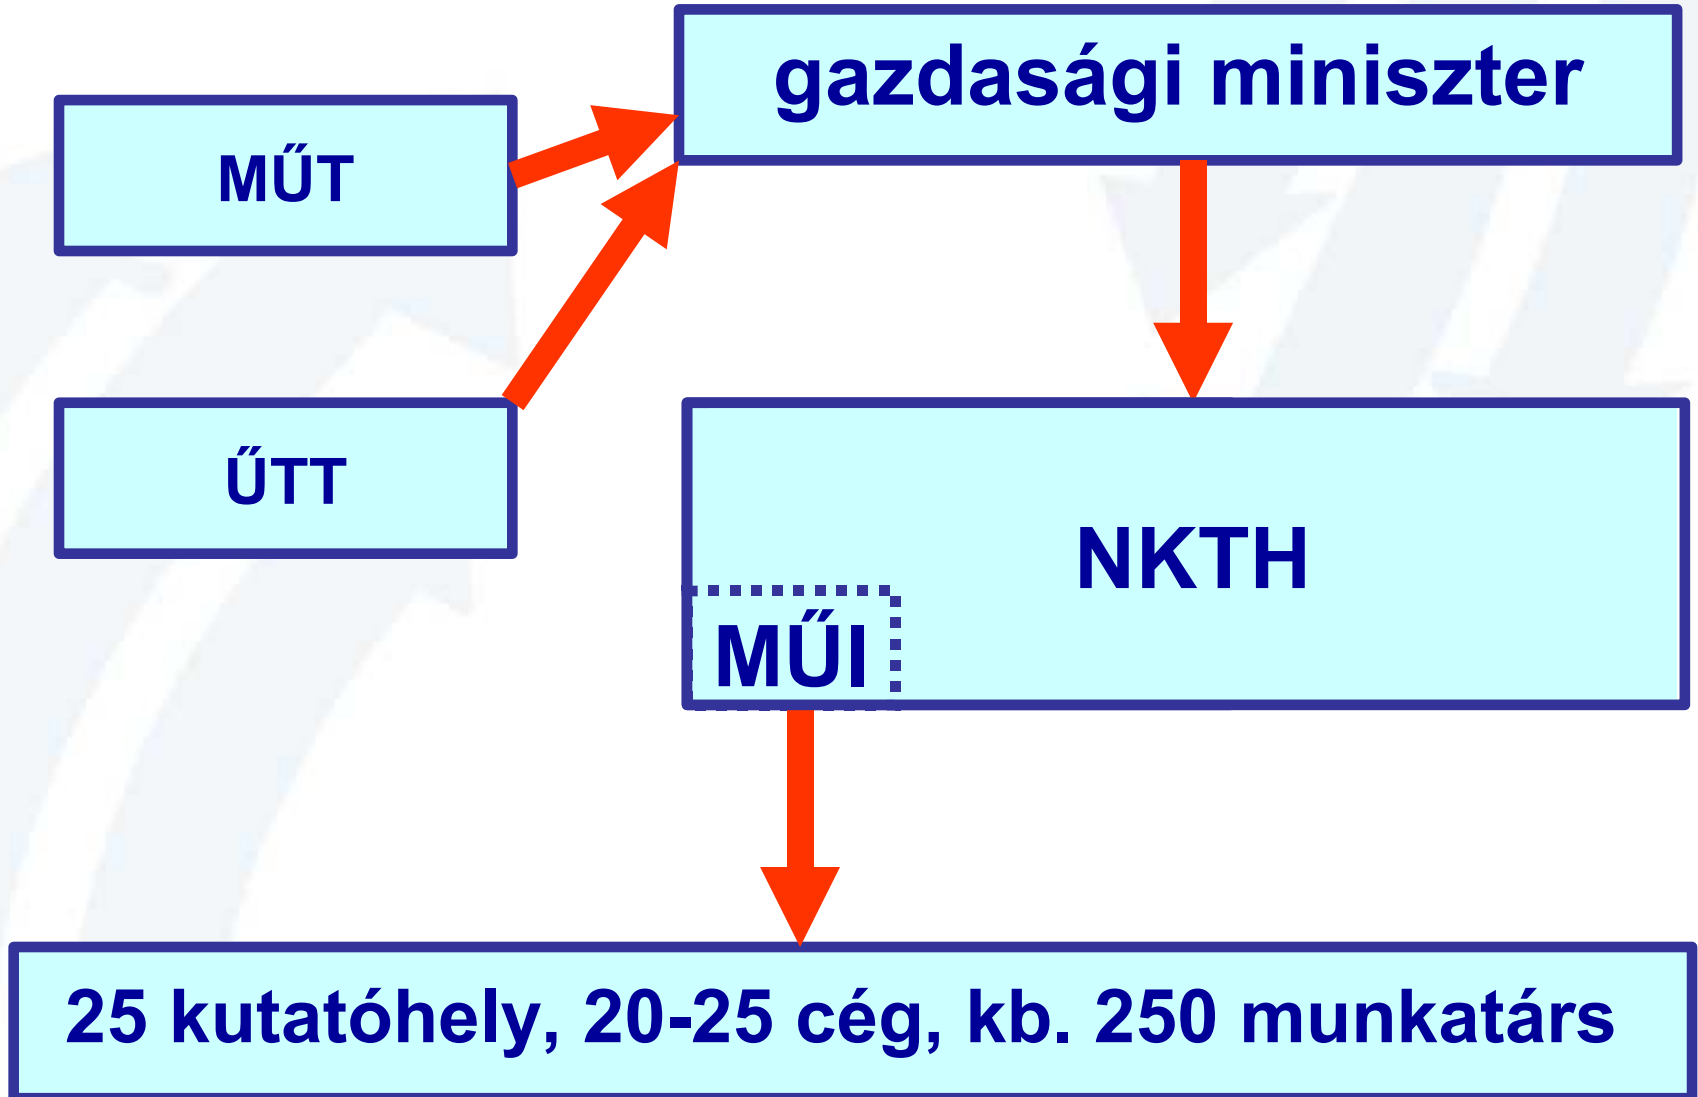 gazdasági miniszter
MŰT
ŰTT
NKTH
MŰI
25 kutatóhely, 20-25 cég, kb. 250 munkatárs